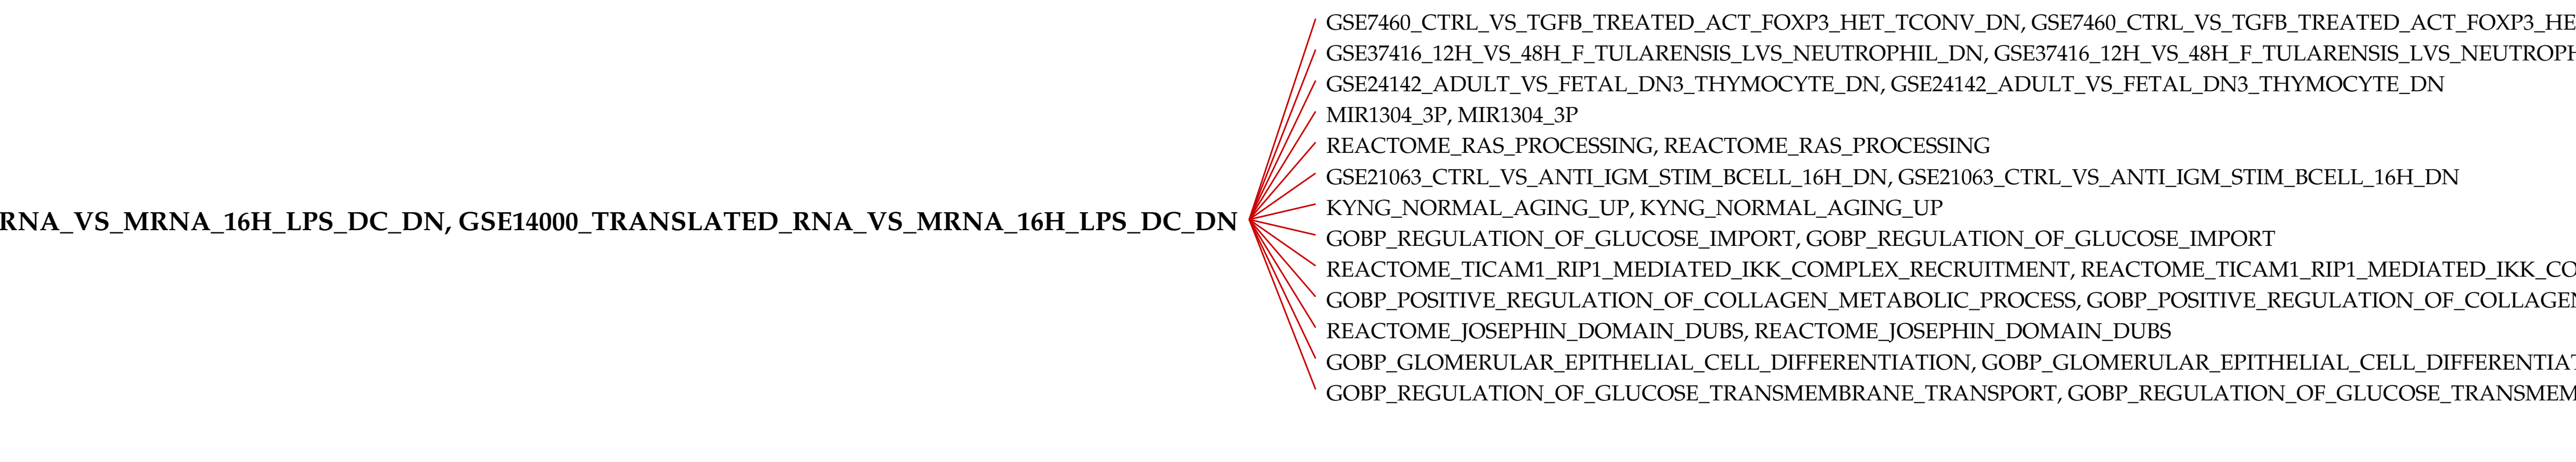 GSE7460_CTRL_VS_TGFB_TREATED_ACT_FOXP3_HET_TCONV_DN, GSE7460_CTRL_VS_TGFB_TREATED_ACT_FOXP3_HE
GSE37416_12H_VS_48H_F_TULARENSIS_LVS_NEUTROPHIL_DN, GSE37416_12H_VS_48H_F_TULARENSIS_LVS_NEUTROPH
GSE24142_ADULT_VS_FETAL_DN3_THYMOCYTE_DN, GSE24142_ADULT_VS_FETAL_DN3_THYMOCYTE_DN
MIR1304_3P, MIR1304_3P
REACTOME_RAS_PROCESSING, REACTOME_RAS_PROCESSING
GSE21063_CTRL_VS_ANTI_IGM_STIM_BCELL_16H_DN, GSE21063_CTRL_VS_ANTI_IGM_STIM_BCELL_16H_DN
KYNG_NORMAL_AGING_UP, KYNG_NORMAL_AGING_UP
RNA_VS_MRNA_16H_LPS_DC_DN, GSE14000_TRANSLATED_RNA_VS_MRNA_16H_LPS_DC_DN
GOBP_REGULATION_OF_GLUCOSE_IMPORT, GOBP_REGULATION_OF_GLUCOSE_IMPORT
REACTOME_TICAM1_RIP1_MEDIATED_IKK_COMPLEX_RECRUITMENT, REACTOME_TICAM1_RIP1_MEDIATED_IKK_CO
GOBP_POSITIVE_REGULATION_OF_COLLAGEN_METABOLIC_PROCESS, GOBP_POSITIVE_REGULATION_OF_COLLAGEN
REACTOME_JOSEPHIN_DOMAIN_DUBS, REACTOME_JOSEPHIN_DOMAIN_DUBS
GOBP_GLOMERULAR_EPITHELIAL_CELL_DIFFERENTIATION, GOBP_GLOMERULAR_EPITHELIAL_CELL_DIFFERENTIAT
GOBP_REGULATION_OF_GLUCOSE_TRANSMEMBRANE_TRANSPORT, GOBP_REGULATION_OF_GLUCOSE_TRANSMEM